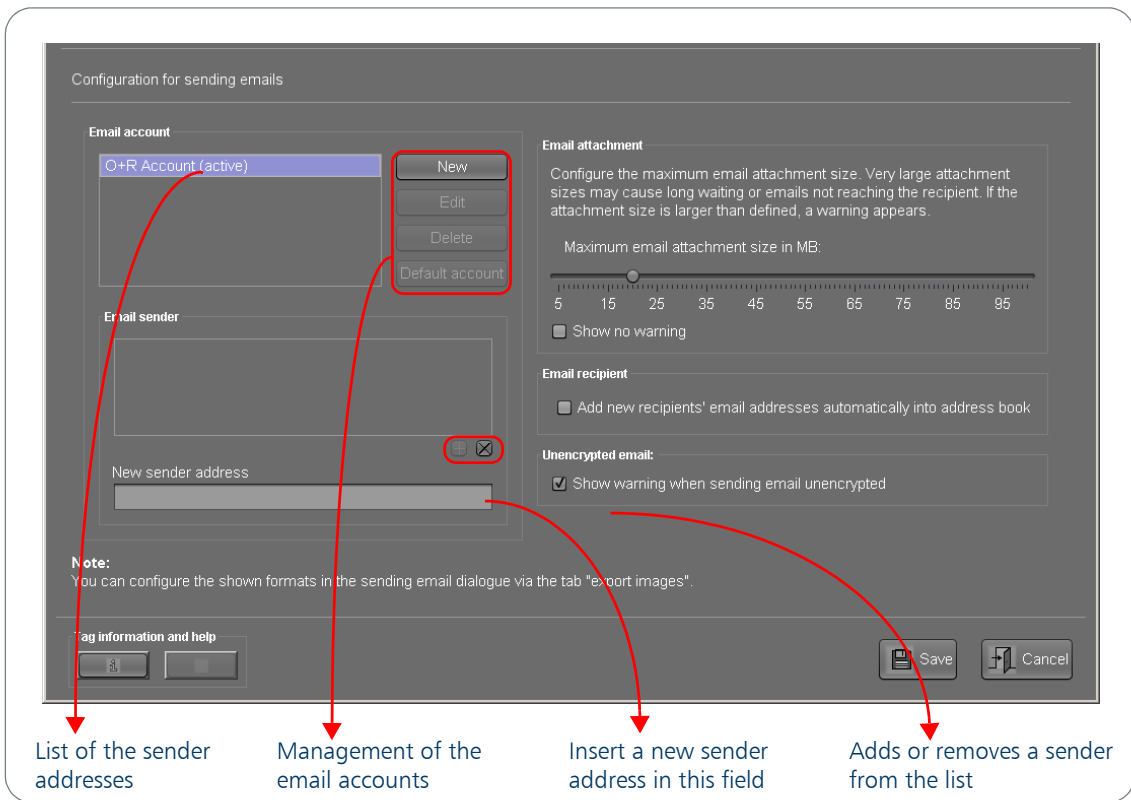 Configuration for sending emails
Email account
O+R Account (active)
New
Edit
Delete
Default account
Email sender
New sender address
Email attachment
Configure the maximum email attachment size. Very large attachment
sizes may cause long waiting or emails not reaching the recipient. If the
attachment size is larger than defined, a warning appears.
Maximum email attachment size in MB:
5 15 25 35 45 55 65 75 85 95
Show no warning
Email recipient
Add new recipients' email addresses automatically into address book
Unencrypted email:
Show warning when sending email unencrypted
Note:
You can configure the shown formats in the sending email dialogue via the tab "export images".
Tag information and help
i
Save
Cancel
List of the sender
addresses
Management of the
email accounts
Insert a new sender
address in this field
Adds or removes a sender
from the list